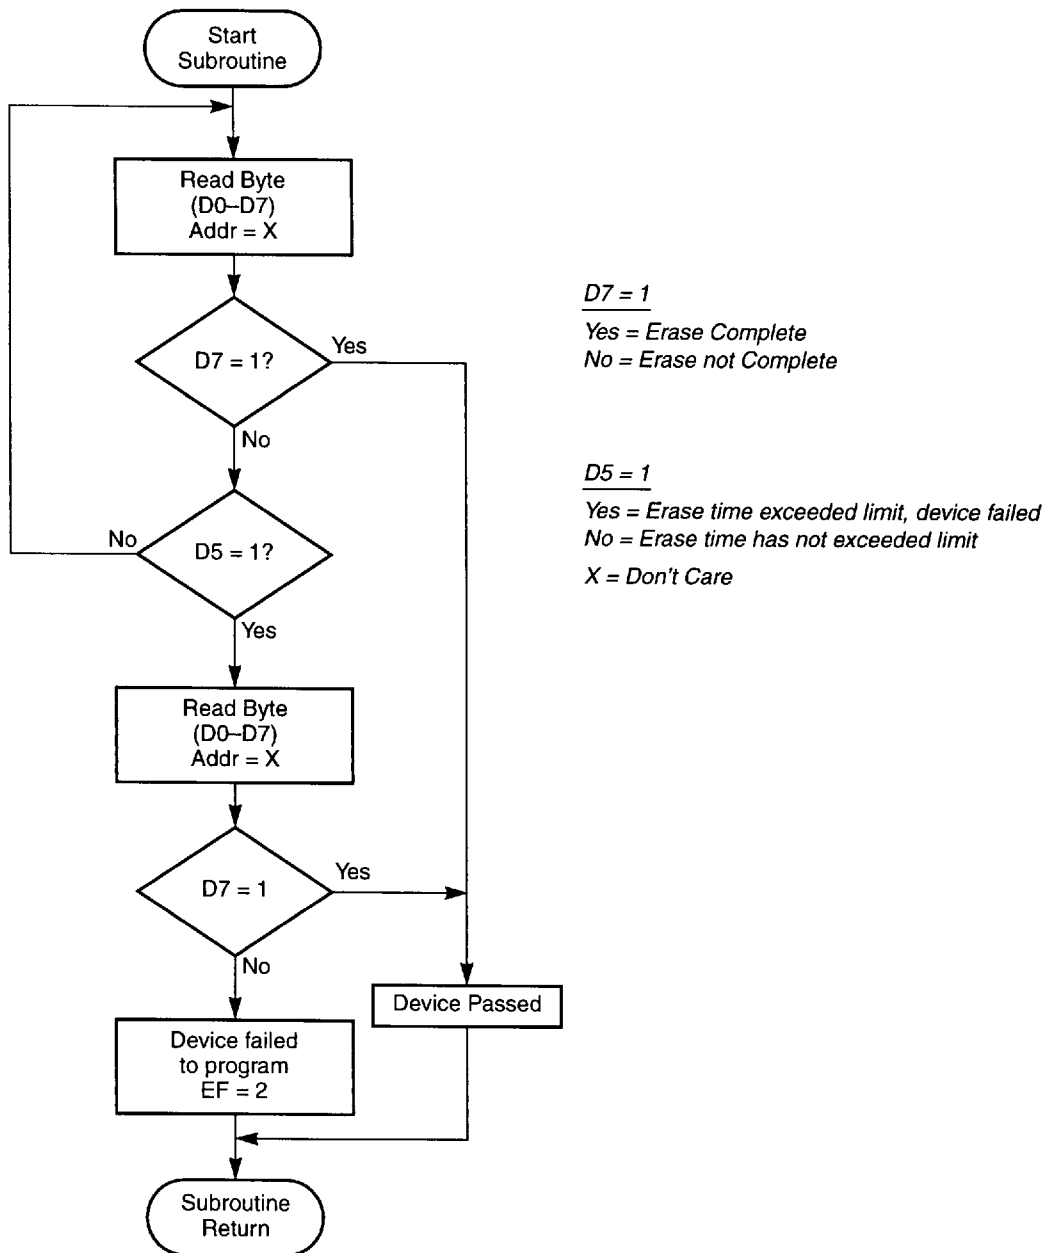 Start
Subroutine
Read Byte
(D0–D7)
Addr = X
D7 = 1?
Yes
No
D5 = 1?
No
Yes
Read Byte
(D0–D7)
Addr = X
D7 = 1
Yes
No
Device Passed
Device failed
to program
EF = 2
Subroutine
Return
D7 = 1
Yes = Erase Complete
No = Erase not Complete
D5 = 1
Yes = Erase time exceeded limit, device failed
No = Erase time has not exceeded limit
X = Don't Care